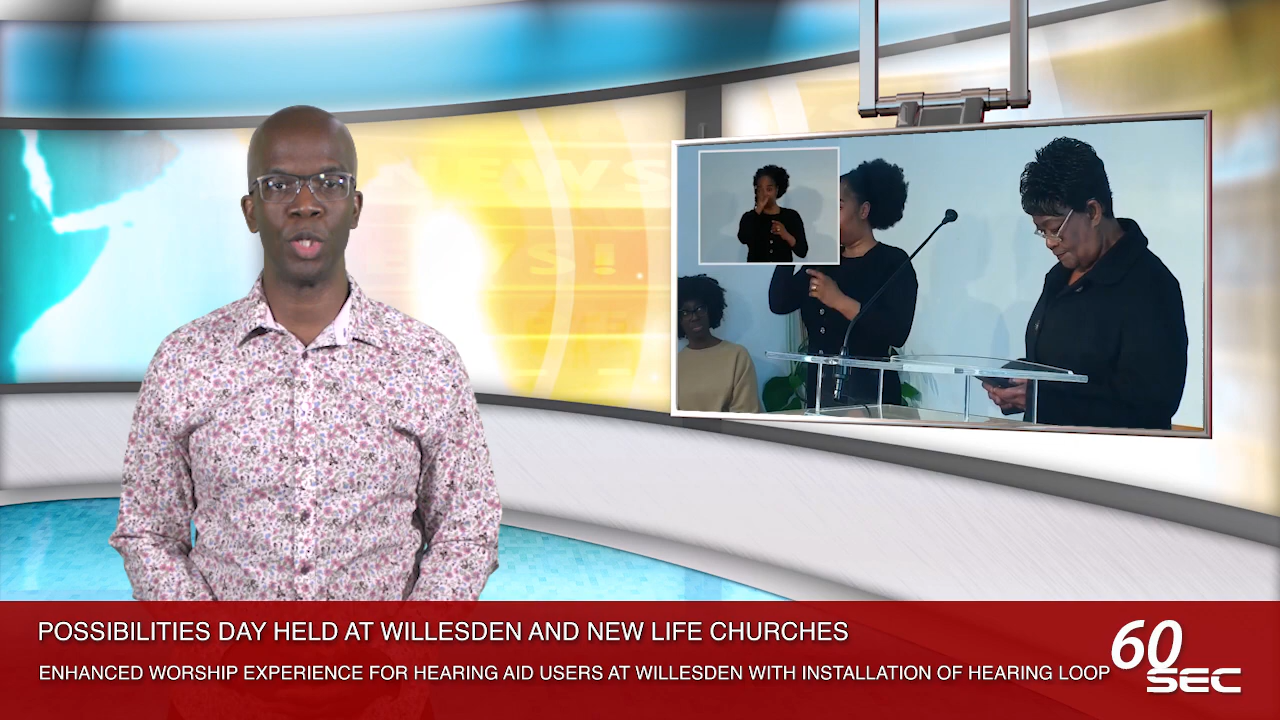 NEWS
POSSIBILITIES DAY HELD AT WILLESDEN AND NEW LIFE CHURCHES
ENHANCED WORSHIP EXPERIENCE FOR HEARING AID USERS AT WILLESDEN WITH INSTALLATION OF HEARING LOOP
60
SEC